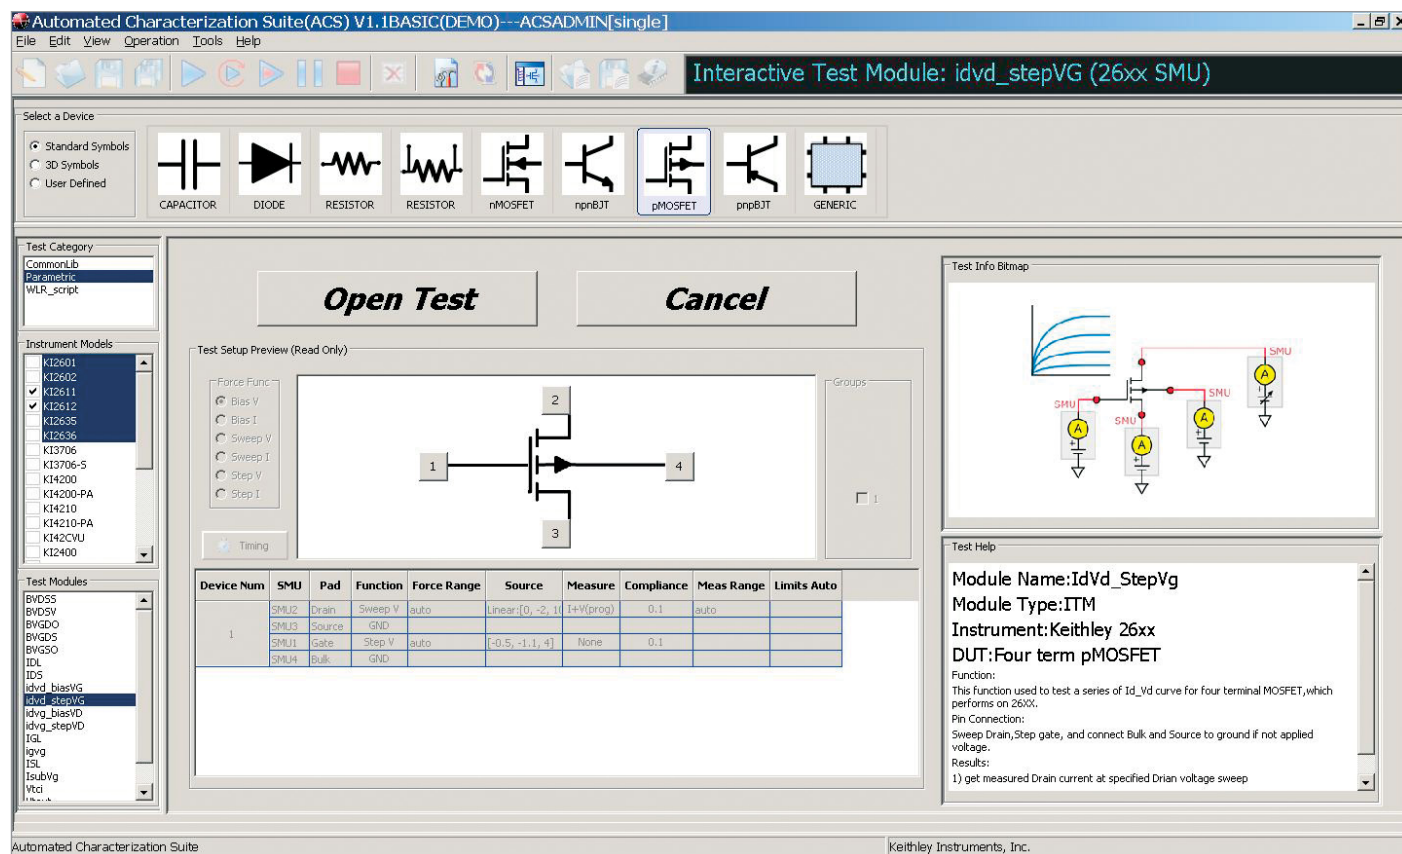 Automated Characterization Suite(ACS) V1.1BASIC(DEMO)---ACSADMIN[single]
File Edit View Operation Tools Help
Interactive Test Module: idvd_stepVG (26xx SMU)
Select a Device
Standard Symbols
3D Symbols
User Defined
CAPACITOR DIODE RESISTOR RESISTOR nMOSFET npnBJT pMOSFET pnpBJT GENERIC
Test Category
CommonLib
Parametric
WLR_script
Instrument Models
KI2601
KI2602
KI2611
KI2612
KI2635
KI2636
KI3706
KI3706-S
KI4200
KI4200-PA
KI4210
KI4210-PA
KI42CVU
KI2400
Test Modules
BVDSS
BVDSV
BVGDO
BVGDS
BVGSO
IDL
IDS
idvd_biasVG
idvd_stepVG
idvg_biasVD
idvg_stepVD
IGL
igvg
ISL
IsubVg
Vtci
Open Test
Cancel
Test Setup Preview (Read Only)
Force Func
Bias V
Bias I
Sweep V
Sweep I
Step V
Step I
Timing
2
1
4
3
Groups
1
Device Num SMU Pad Function Force Range Source Measure Compliance Meas Range Limits Auto
1
SMU2 Drain Sweep V auto Linear:[0, -2, 10 I+V(prog) 0.1 auto
SMU3 Source GND
SMU1 Gate Step V auto [-0.5, -1.1, 4] None 0.1
SMU4 Bulk GND
Test Info Bitmap
SMU
A
SMU
A
SMU
A
SMU
A
Test Help
Module Name:IdVd_StepVg
Module Type:ITM
Instrument:Keithley 26xx
DUT:Four term pMOSFET
Function:
This function used to test a series of Id_Vd curve for four terminal MOSFET,which
performs on 26XX.
Pin Connection:
Sweep Drain,Step gate, and connect Bulk and Source to ground if not applied
voltage.
Results:
1) get measured Drain current at specified Drian voltage sweep
Automated Characterization Suite
Keithley Instruments, Inc.